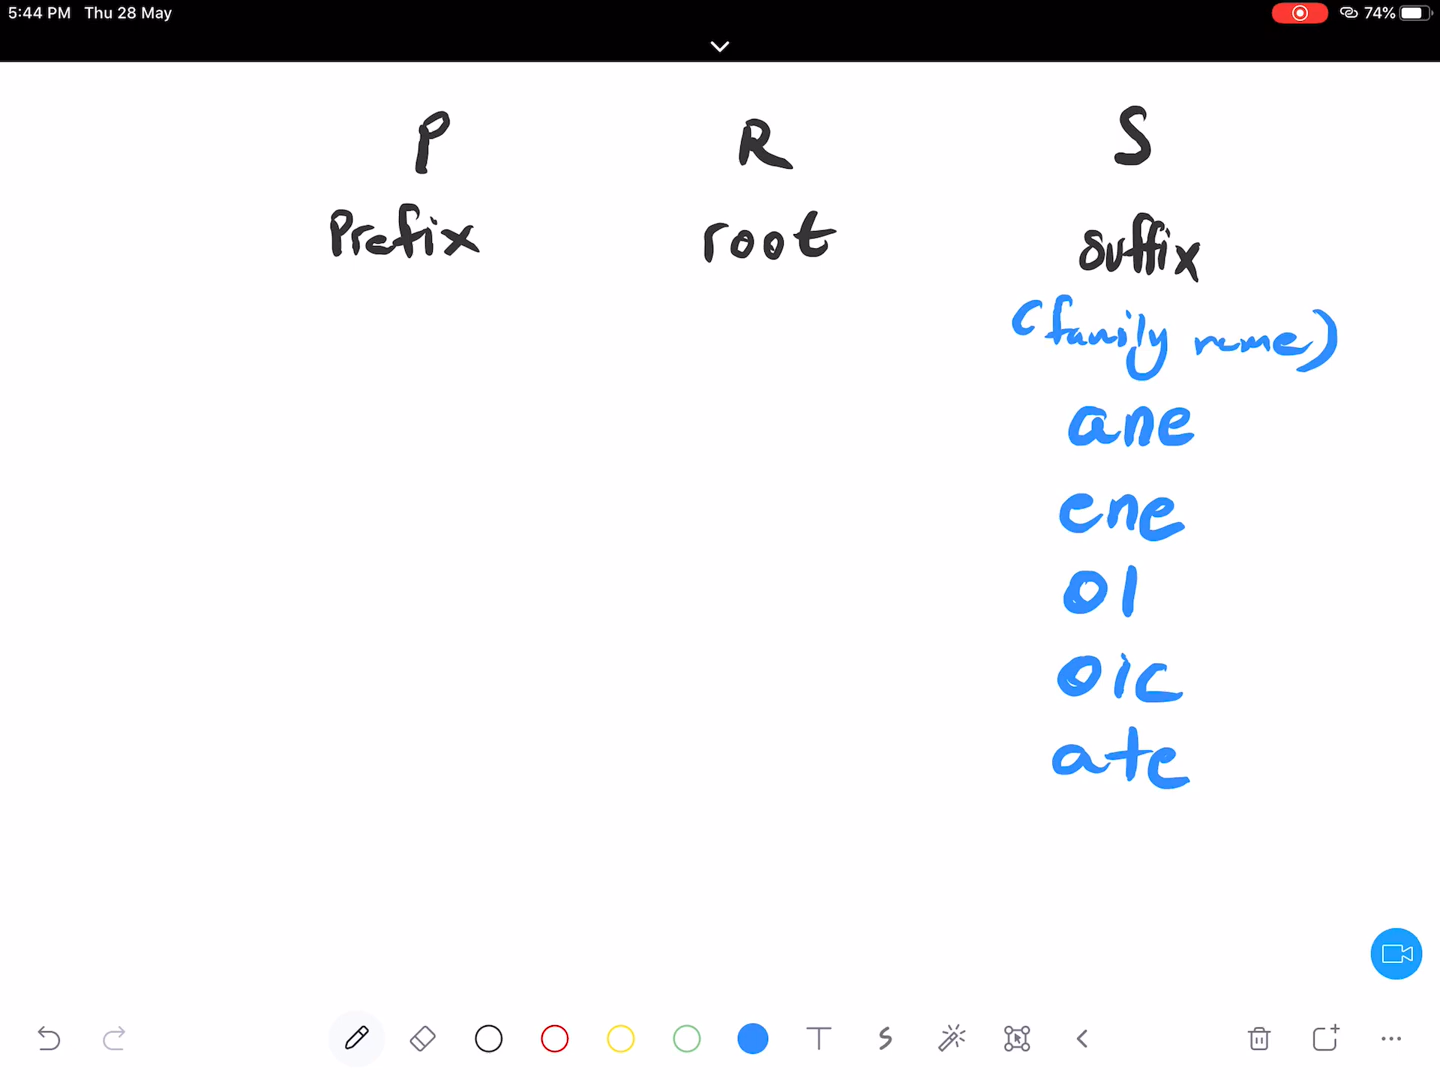 5:44 PM Thu 28 May 74%
P R S
Prefix root suffix
(family name)
ane
ene
ol
oic
ate
T